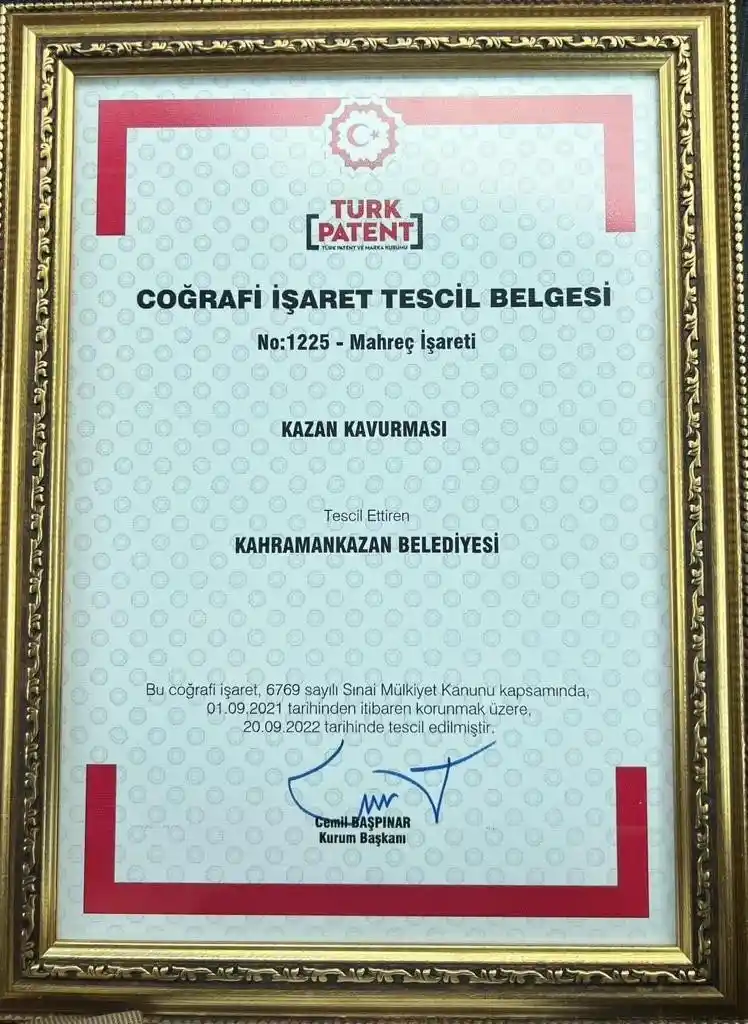 TÜRK
PATENT
TÜRK PATENT VE MARKA KURUMU
COĞRAFİ İŞARET TESCİL BELGESİ
No:1225 - Mahreç İşareti
KAZAN KAVURMASI
Tescil Ettiren
KAHRAMANKAZAN BELEDİYESİ
Bu coğrafi işaret, 6769 sayılı Sınai Mülkiyet Kanunu kapsamında,
01.09.2021 tarihinden itibaren korunmak üzere,
20.09.2022 tarihinde tescil edilmiştir.
Cemil BAŞPINAR
Kurum Başkanı